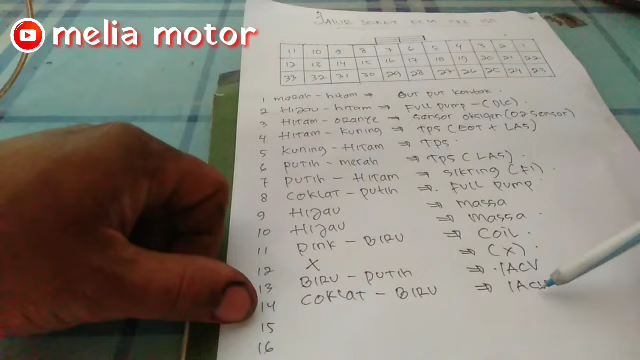 melia motor
JALUR SOKET ECM
11 10 9 8 7 6 5 4 3 2 1
12 13 14 15 16 17 18 19 20 21 22
33 32 31 30 29 28 27 26 25 24 23
1 merah - hitam ⇒ Out put kontak
2 Hijau - hitam ⇒ Full pump - (DLC)
3 Hitam - orange ⇒ sensor oksigen (O2 sensor)
4 Hitam - kuning ⇒ TPS (EOT + LAS)
5 kuning - Hitam ⇒ TPS.
6 putih - merah ⇒ TPS (LAS).
7 putih - Hitam ⇒ sikring (FI)
8 Coklat - putih ⇒ Full pump.
9 Hijau ⇒ massa
10 Hijau ⇒ massa.
11 pink - BIRU ⇒ Coil.
12 X ⇒ (X).
13 BIRU - putih ⇒ IACV
14 COKLAT - BIRU ⇒ IACV
15
16